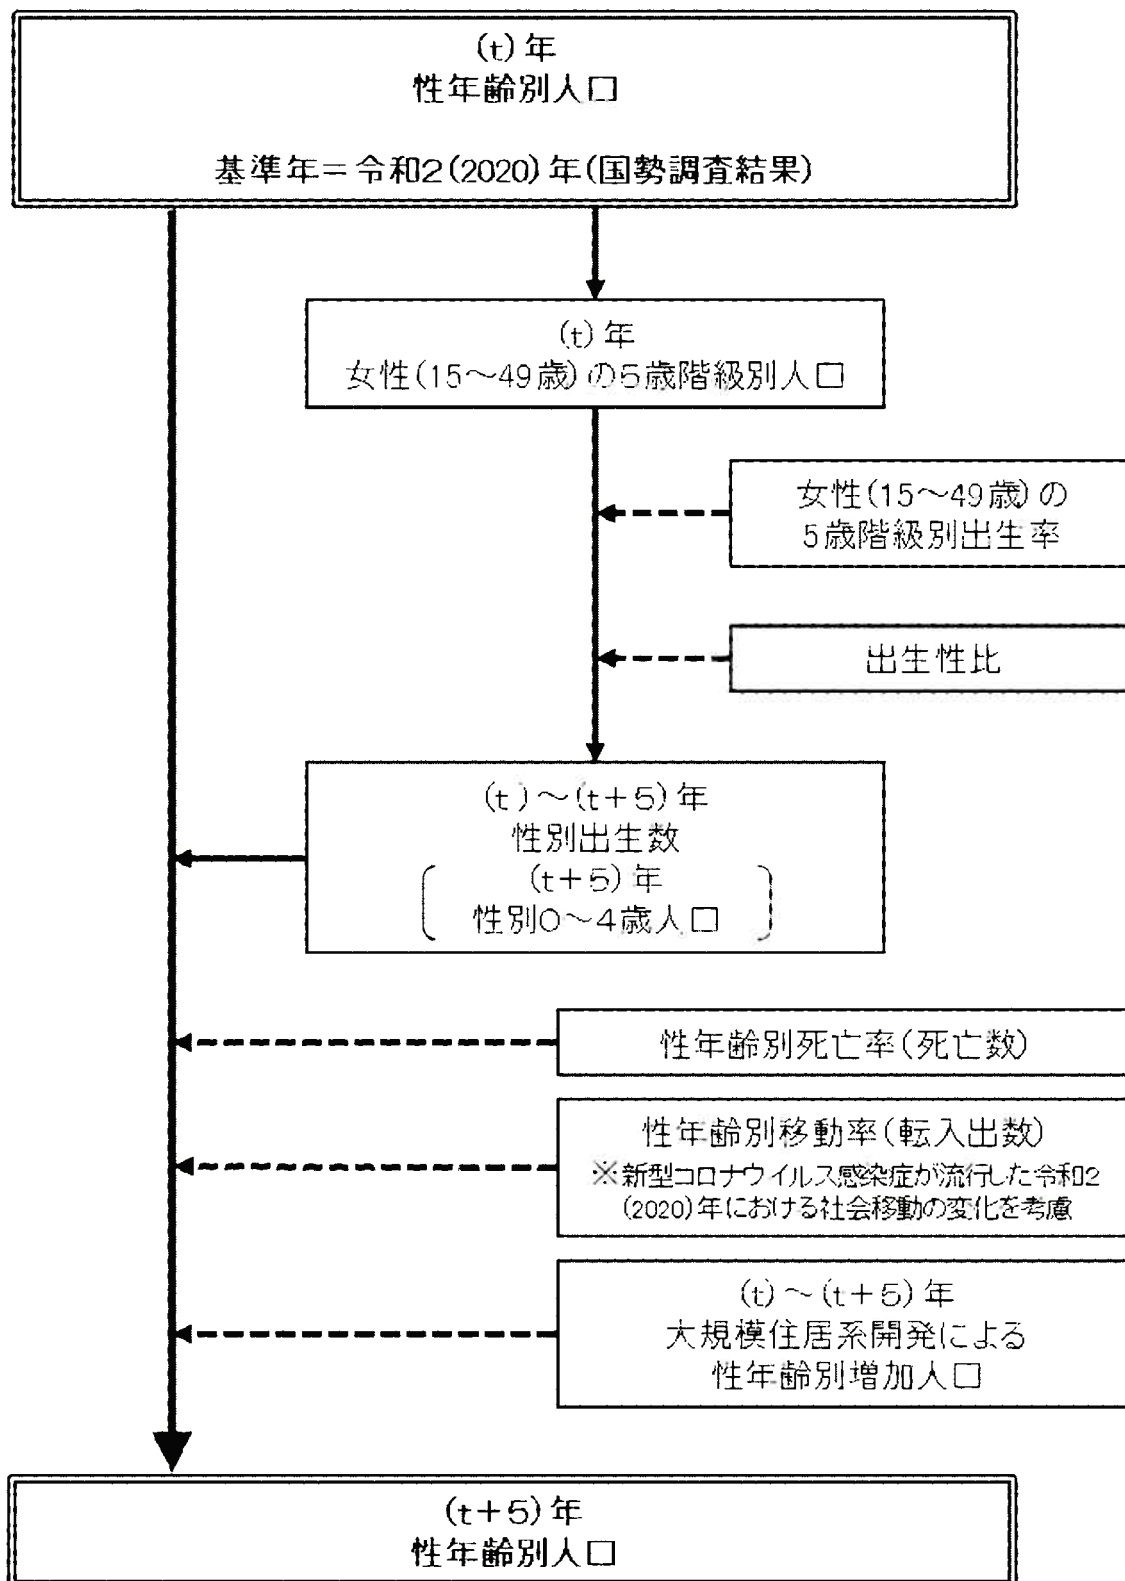 (t)年
性年齢別人口
基準年＝令和2(2020)年(国勢調査結果)
(t)年
女性(15～49歳)の5歳階級別人口
女性(15～49歳)の
5歳階級別出生率
出生性比
(t)～(t+5)年
性別出生数
(t+5)年
性別0～4歳人口
性年齢別死亡率(死亡数)
性年齢別移動率(転入出数)
※新型コロナウイルス感染症が流行した令和2
(2020)年における社会移動の変化を考慮
(t)～(t+5)年
大規模住居系開発による
性年齢別増加人口
(t+5)年
性年齢別人口